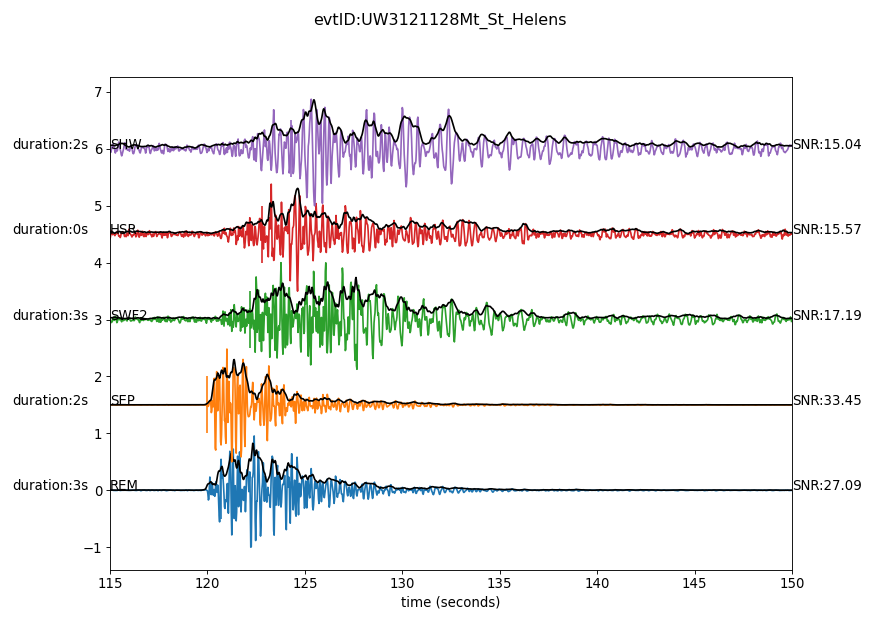 evtID:UW3121128Mt_St_Helens
7
duration:2s SHW 6 SNR:15.04
5
duration:0s HSR SNR:15.57
4
duration:3s SWF2 3 SNR:17.19
2
duration:2s SEP SNR:33.45
1
duration:3s REM 0 SNR:27.09
−1
115 120 125 130 135 140 145 150
time (seconds)